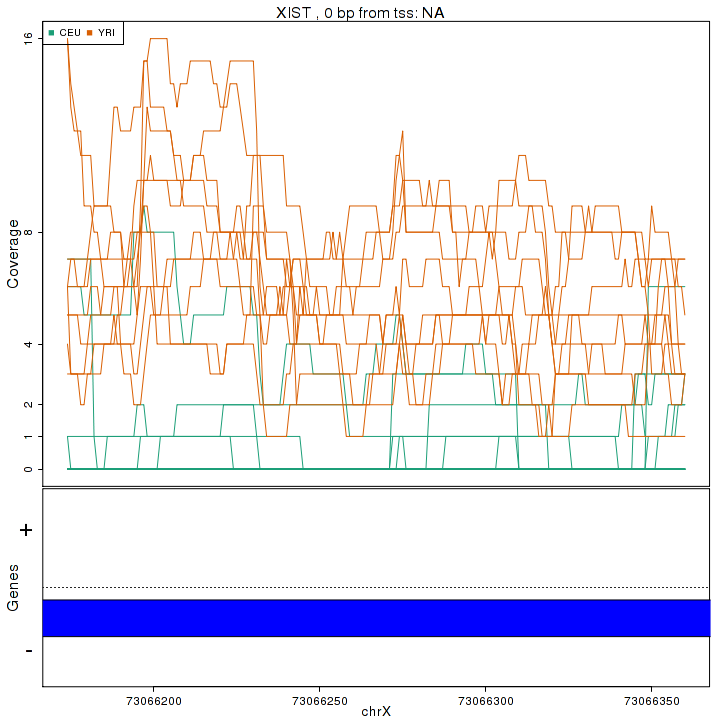 XIST , 0 bp from tss: NA
CEU YRI
16
8
4
2
1
0
Coverage
+
-
Genes
73066200 73066250 73066300 73066350
chrX